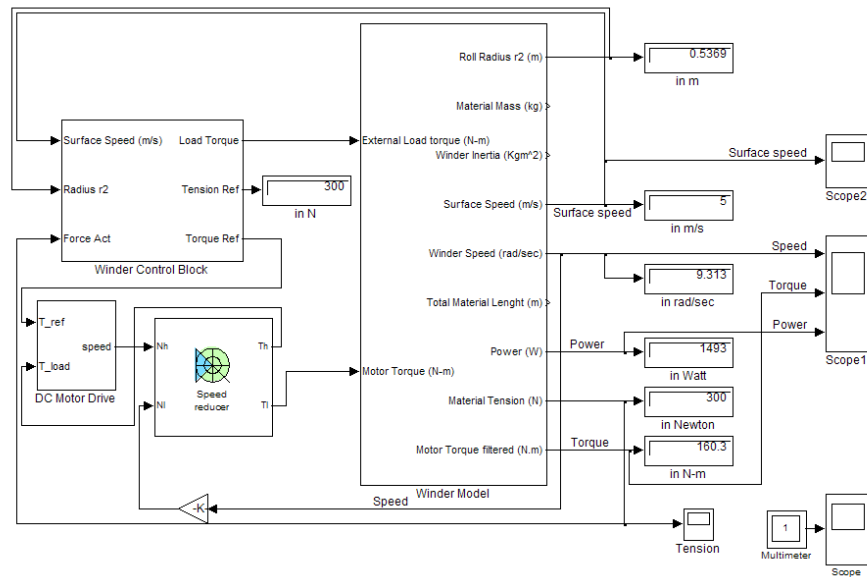 Roll Radius r2 (m)
0.5369
in m
Material Mass (kg)
Surface Speed (m/s)
Load Torque
External Load torque (N-m)
Winder Inertia (Kgm^2)
Surface speed
Scope2
Radius r2
Tension Ref
300
in N
Surface Speed (m/s)
Surface speed
5
in m/s
Force Act
Torque Ref
Winder Control Block
Winder Speed (rad/sec)
Speed
9.313
in rad/sec
Torque
Total Material Lenght (m)
T_ref
speed
T_load
DC Motor Drive
Nh
Th
Nl
Tl
Speed
reducer
Power
Power (W)
Power
1493
in Watt
Scope1
Motor Torque (N-m)
Material Tension (N)
300
in Newton
Motor Torque filtered (N.m)
Torque
160.3
in N-m
Winder Model
Speed
-K
Tension
1
Multimeter
Scope